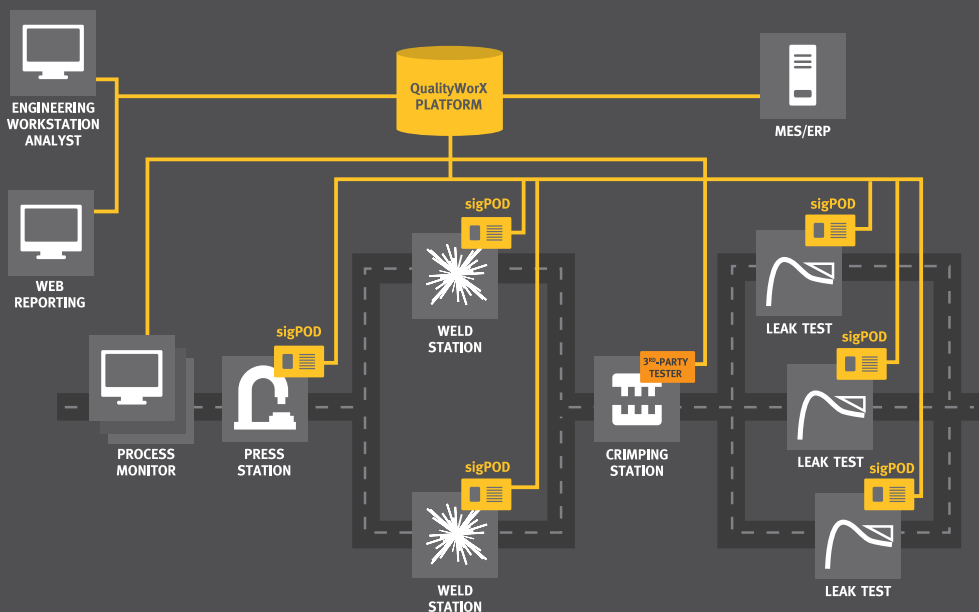 ENGINEERING
WORKSTATION
ANALYST
QualityWorX
PLATFORM
MES/ERP
WEB
REPORTING
sigPOD
WELD
STATION
sigPOD
LEAK TEST
PROCESS
MONITOR
sigPOD
PRESS
STATION
3RD-PARTY
TESTER
CRIMPING
STATION
sigPOD
LEAK TEST
sigPOD
WELD
STATION
sigPOD
LEAK TEST